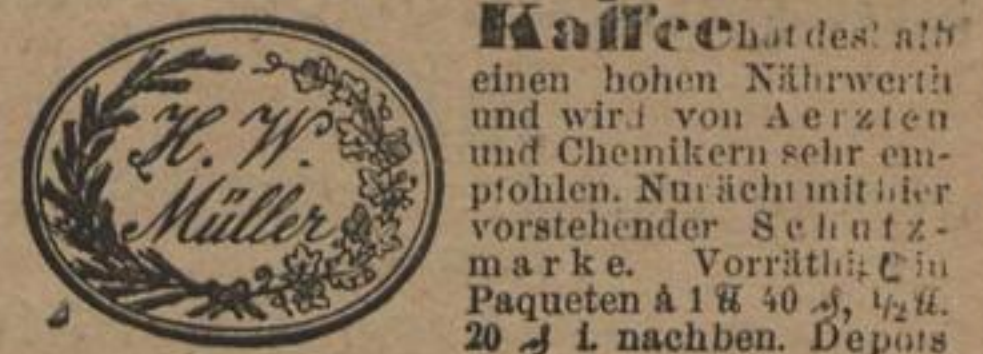 H. W.
Müller
Kaffee hat deshalb
einen hohen Nährwerth
und wird von Aerzten
und Chemikern sehr em-
pfohlen. Nur ächt mit hier
vorstehender Schutz-
marke. Vorräthig in
Paqueten à 1 ℔ 40 ₰, ½ ℔.
20 ₰ i. nachben. Depots